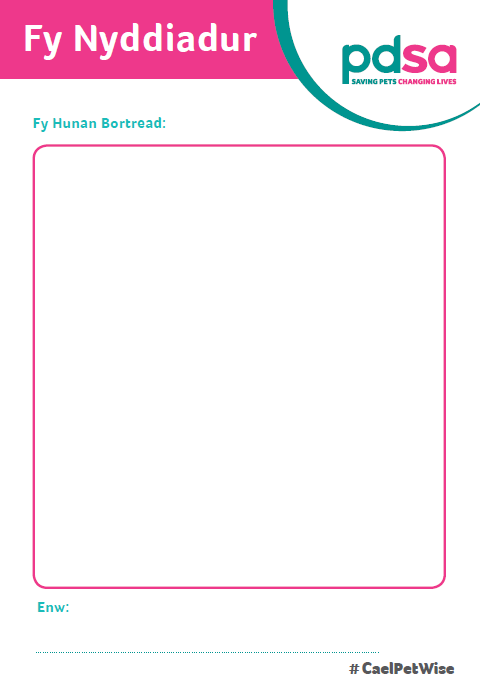 Fy Nyddiadur
pdsa
SAVING PETS CHANGING LIVES
Fy Hunan Bortread:
Enw:
# CaelPetWise